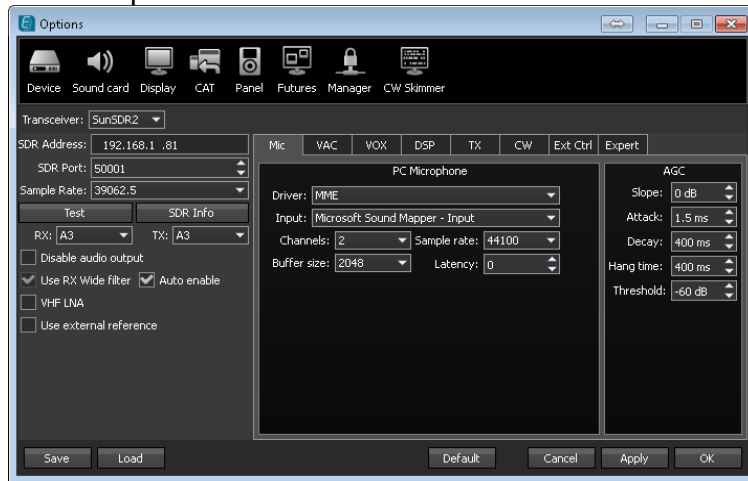 Options
Device Sound card Display CAT Panel Futures Manager CW Skimmer
Transceiver: SunSDR2
SDR Address: 192.168.1 .81
SDR Port: 50001
Sample Rate: 39062.5
Test SDR Info
RX: A3 TX: A3
Disable audio output
Use RX Wide filter Auto enable
VHF LNA
Use external reference
Mic VAC VOX DSP TX CW Ext Ctrl Expert
PC Microphone
Driver: MME
Input: Microsoft Sound Mapper - Input
Channels: 2 Sample rate: 44100
Buffer size: 2048 Latency: 0
AGC
Slope: 0 dB
Attack: 1.5 ms
Decay: 400 ms
Hang time: 400 ms
Threshold: -60 dB
Save Load Default Cancel Apply OK